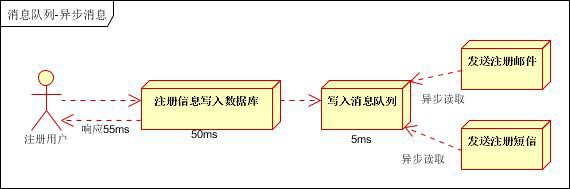 消息队列-异步消息
发送注册邮件
注册信息写入数据库
写入消息队列
异步读取
响应55ms
50ms
5ms
注册用户
发送注册短信
异步读取